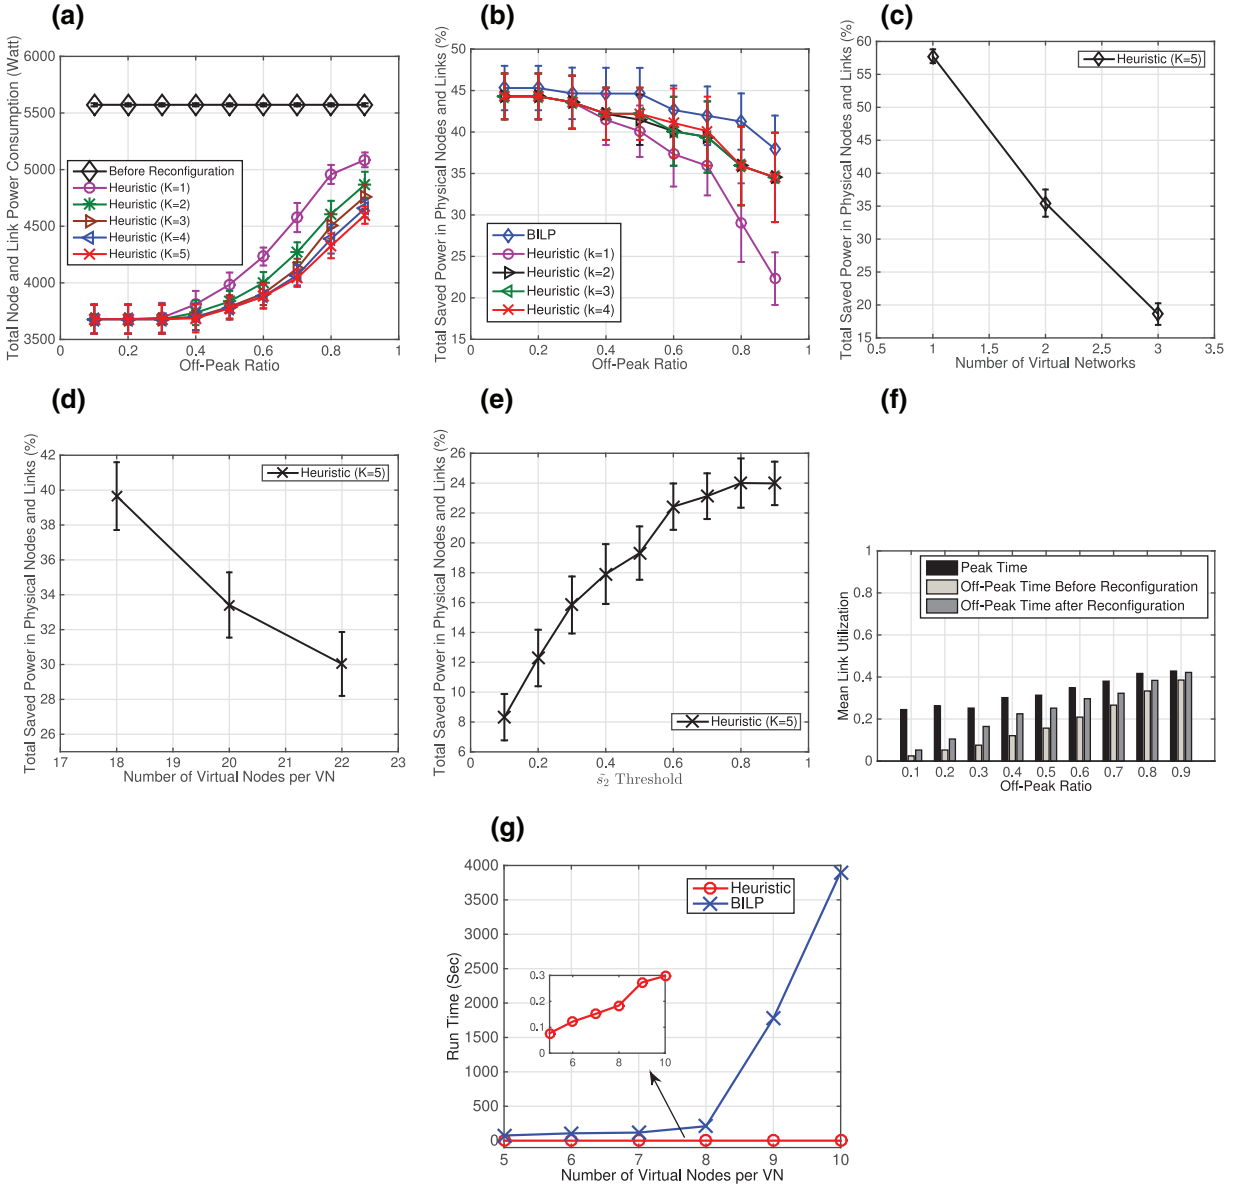 (a)
Total Node and Link Power Consumption (Watt)
6000
5500
5000
4500
4000
3500
Before Reconfiguration
Heuristic (K=1)
Heuristic (K=2)
Heuristic (K=3)
Heuristic (K=4)
Heuristic (K=5)
0 0.2 0.4 0.6 0.8 1
Off-Peak Ratio
(b)
Total Saved Power in Physical Nodes and Links (%)
50
45
40
35
30
25
20
15
BILP
Heuristic (k=1)
Heuristic (k=2)
Heuristic (k=3)
Heuristic (k=4)
0 0.2 0.4 0.6 0.8 1
Off-Peak Ratio
(c)
Total Saved Power in Physical Nodes and Links (%)
60
55
50
45
40
35
30
25
20
15
Heuristic (K=5)
0.5 1 1.5 2 2.5 3 3.5
Number of Virtual Networks
(d)
Total Saved Power in Physical Nodes and Links (%)
42
40
38
36
34
32
30
28
26
Heuristic (K=5)
17 18 19 20 21 22 23
Number of Virtual Nodes per VN
(e)
Total Saved Power in Physical Nodes and Links (%)
26
24
22
20
18
16
14
12
10
8
6
Heuristic (K=5)
0 0.2 0.4 0.6 0.8 1
s̃₂ Threshold
(f)
Mean Link Utilization
1
0.8
0.6
0.4
0.2
0
Peak Time
Off-Peak Time Before Reconfiguration
Off-Peak Time after Reconfiguration
0.1 0.2 0.3 0.4 0.5 0.6 0.7 0.8 0.9
Off-Peak Ratio
(g)
Run Time (Sec)
4000
3500
3000
2500
2000
1500
1000
500
0
Heuristic
BILP
0.3
0.2
0.1
0
6 8 10
5 6 7 8 9 10
Number of Virtual Nodes per VN